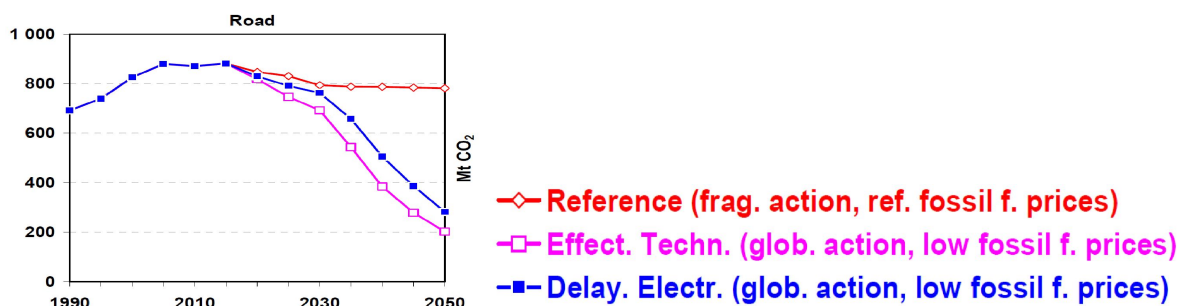 Road
1 000
800
600
400
200
0
1990 2010 2030 2050
Mt CO₂
Reference (frag. action, ref. fossil f. prices)
Effect. Techn. (glob. action, low fossil f. prices)
Delay. Electr. (glob. action, low fossil f. prices)